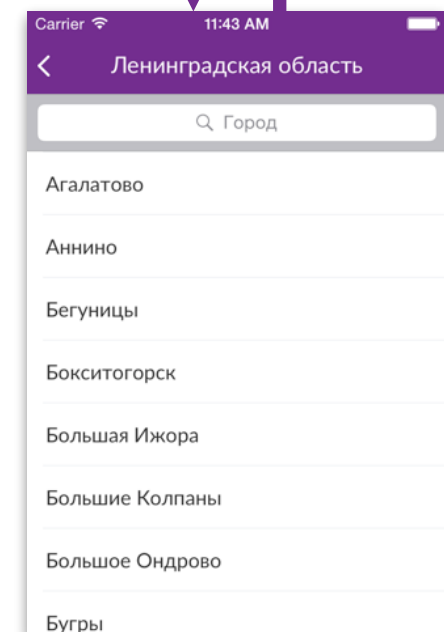 Carrier 11:43 AM
Ленинградская область
Город
Агалатово
Аннино
Бегуницы
Бокситогорск
Большая Ижора
Большие Колпаны
Большое Ондрово
Бугры